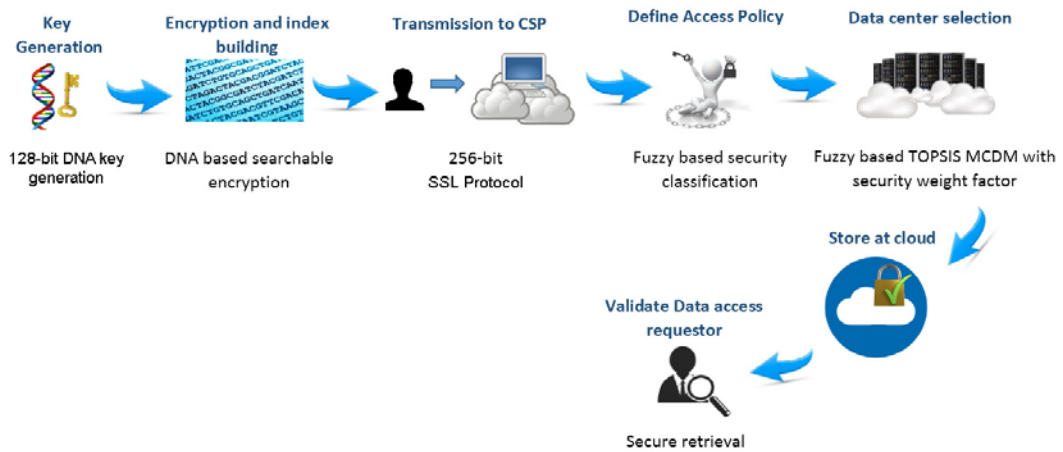 Key
Generation
128-bit DNA key
generation
Encryption and index
building
DNA based searchable
encryption
Transmission to CSP
256-bit
SSL Protocol
Define Access Policy
Fuzzy based security
classification
Data center selection
Fuzzy based TOPSIS MCDM with
security weight factor
Store at cloud
Validate Data access
requestor
Secure retrieval